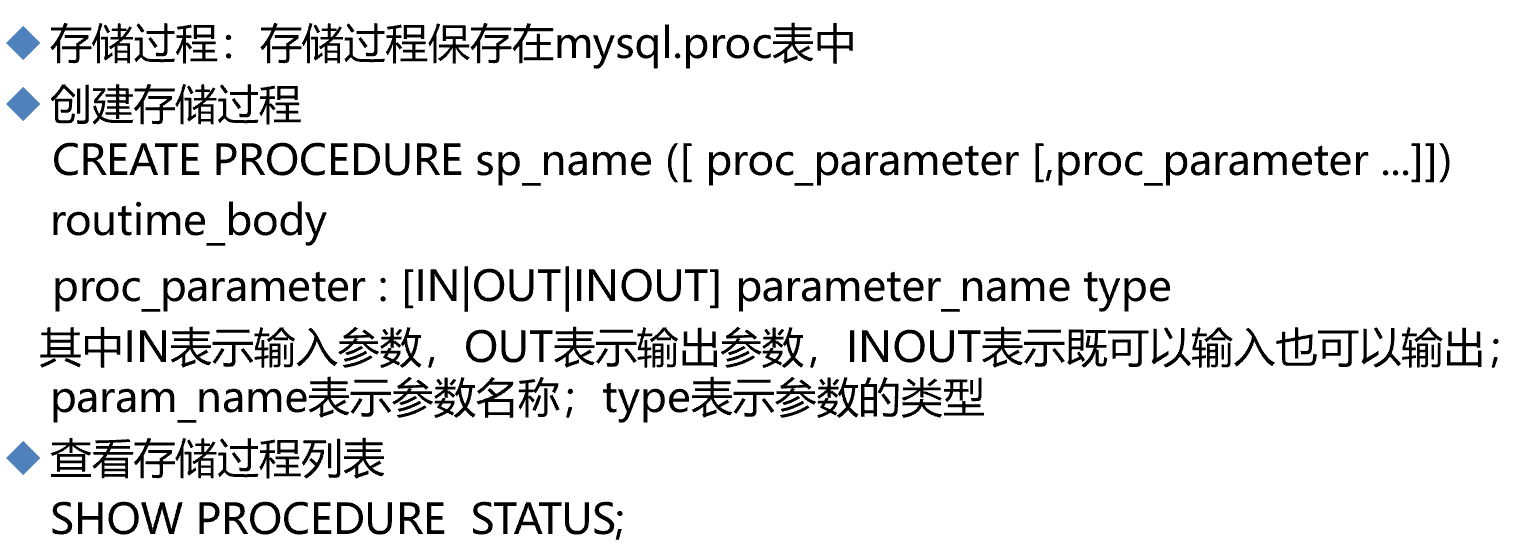 存储过程：存储过程保存在mysql.proc表中
创建存储过程
CREATE PROCEDURE sp_name ([ proc_parameter [,proc_parameter ...]])
routime_body
proc_parameter : [IN|OUT|INOUT] parameter_name type
其中IN表示输入参数，OUT表示输出参数，INOUT表示既可以输入也可以输出；
param_name表示参数名称；type表示参数的类型
查看存储过程列表
SHOW PROCEDURE  STATUS;